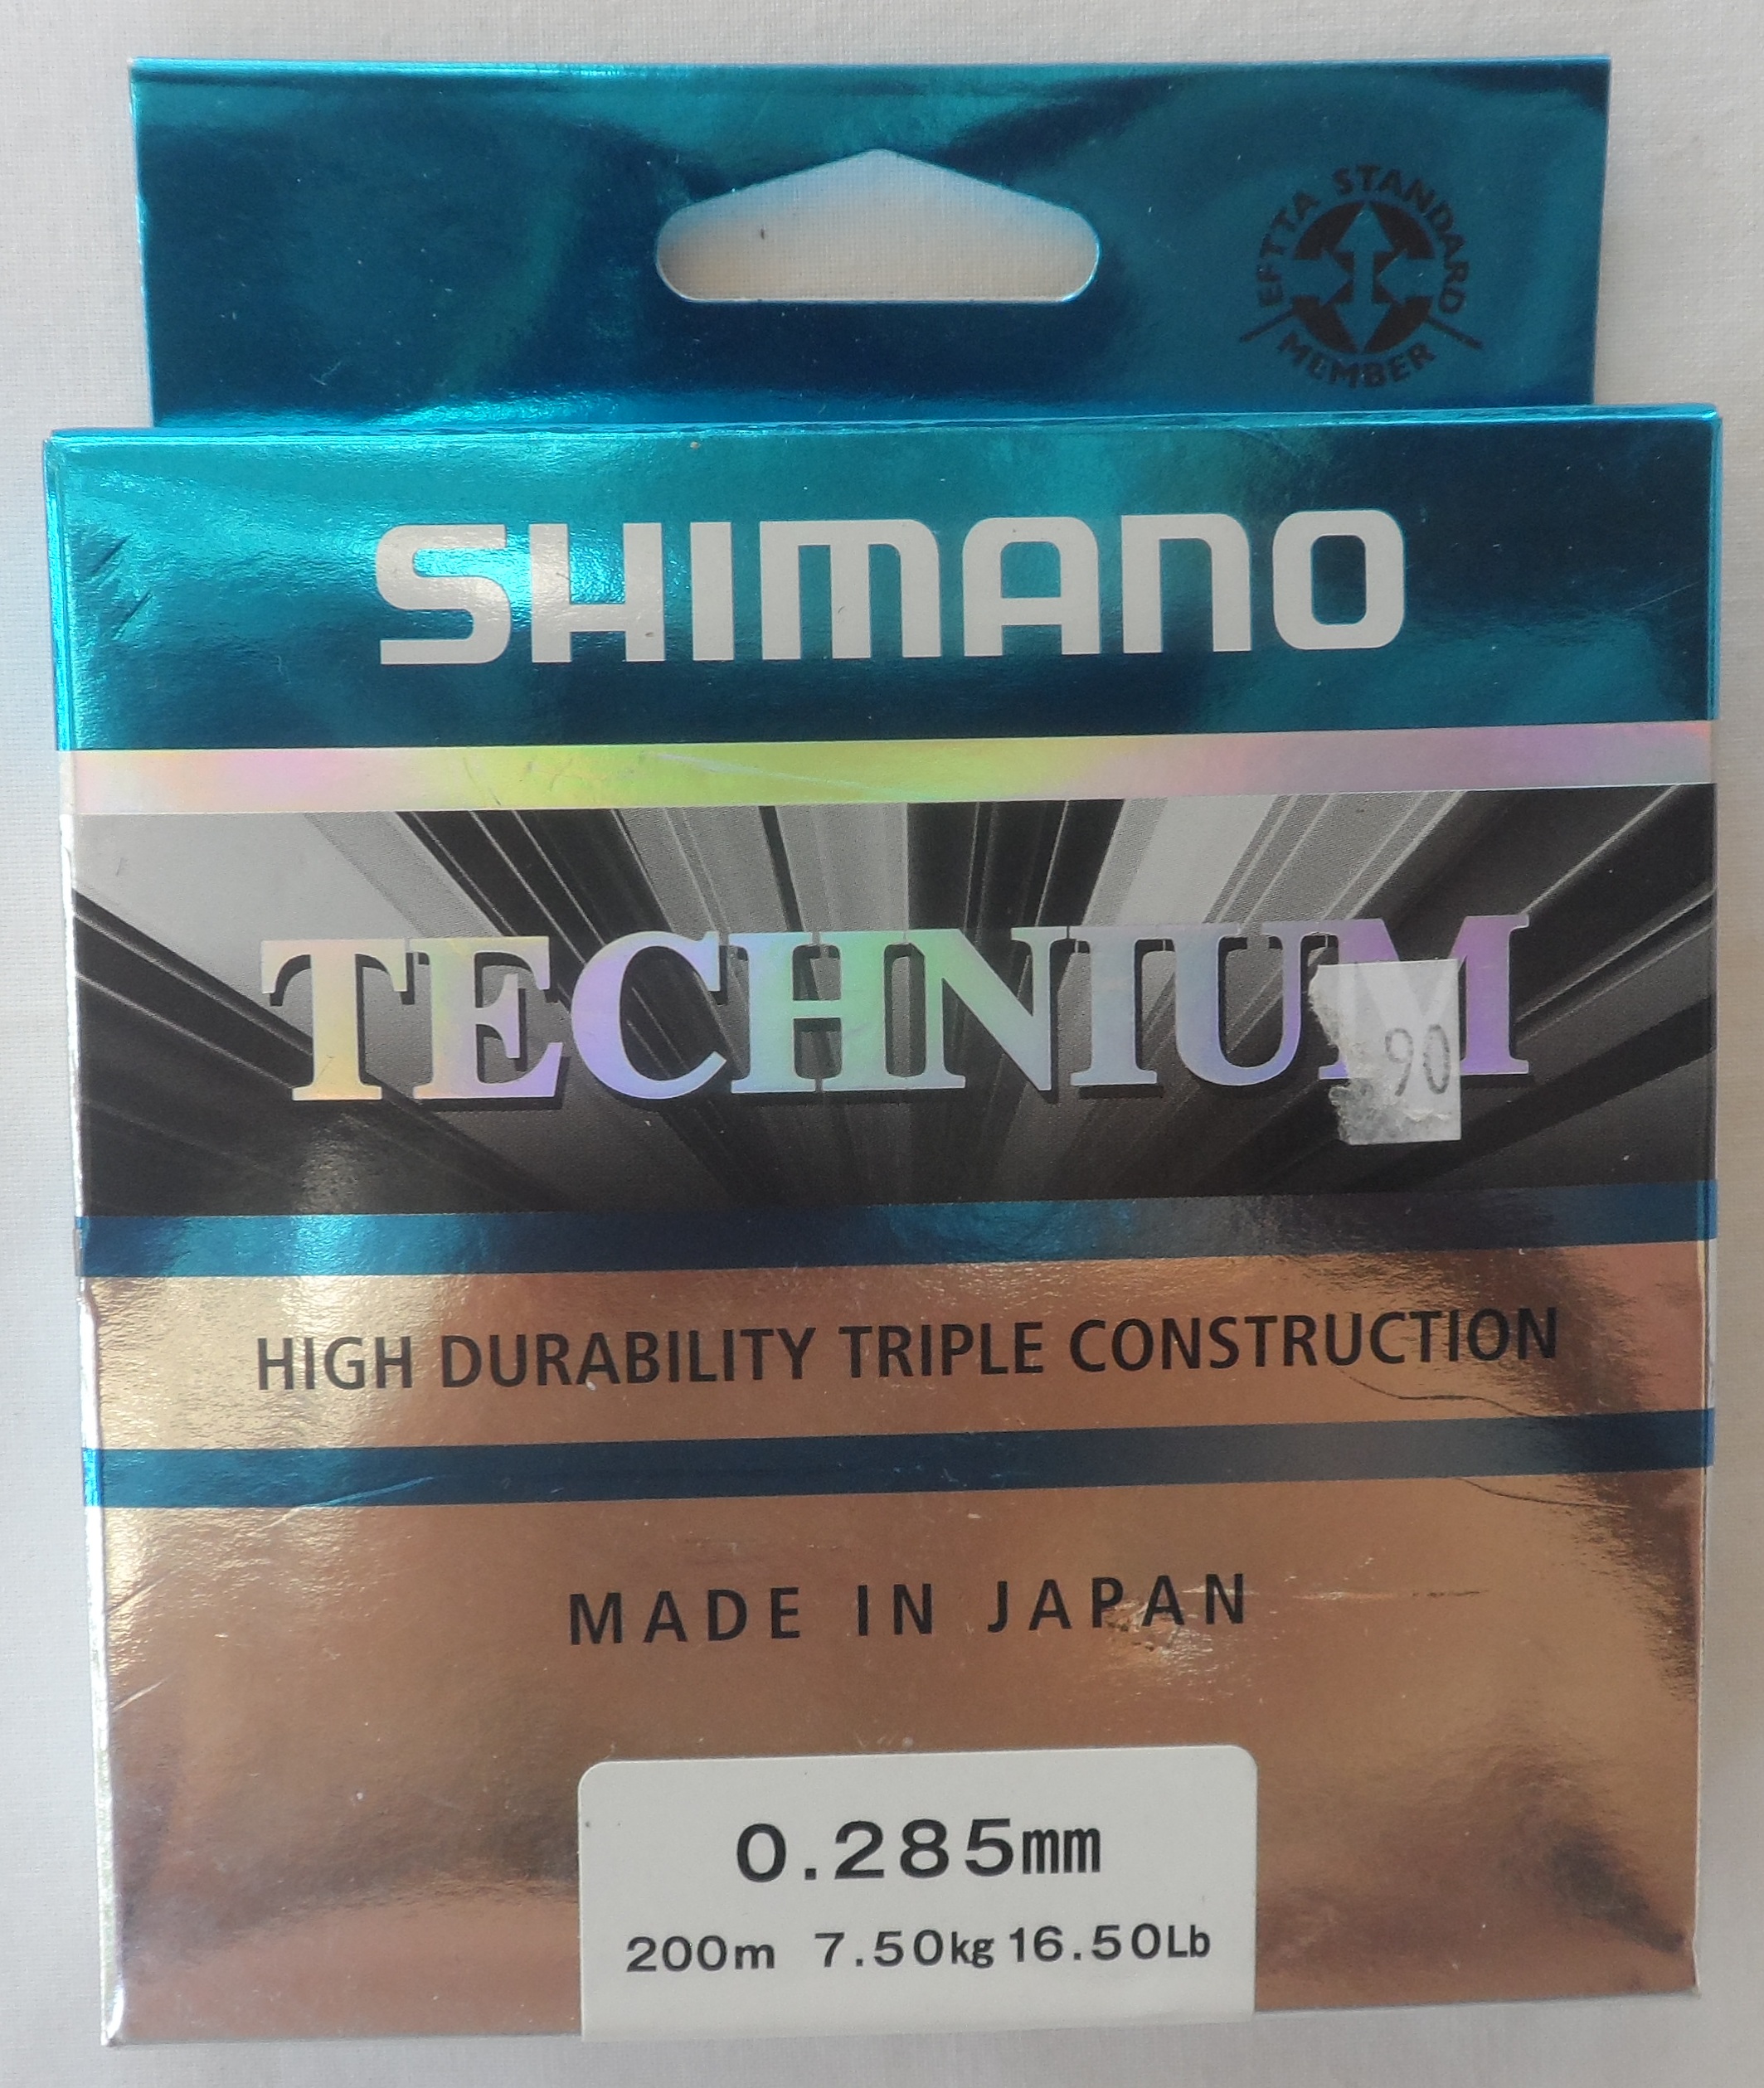 EFTTA STANDARD
MEMBER
SHIMANO
TECHNIUM
90
HIGH DURABILITY TRIPLE CONSTRUCTION
MADE IN JAPAN
0.285mm
200m 7.50kg 16.50Lb